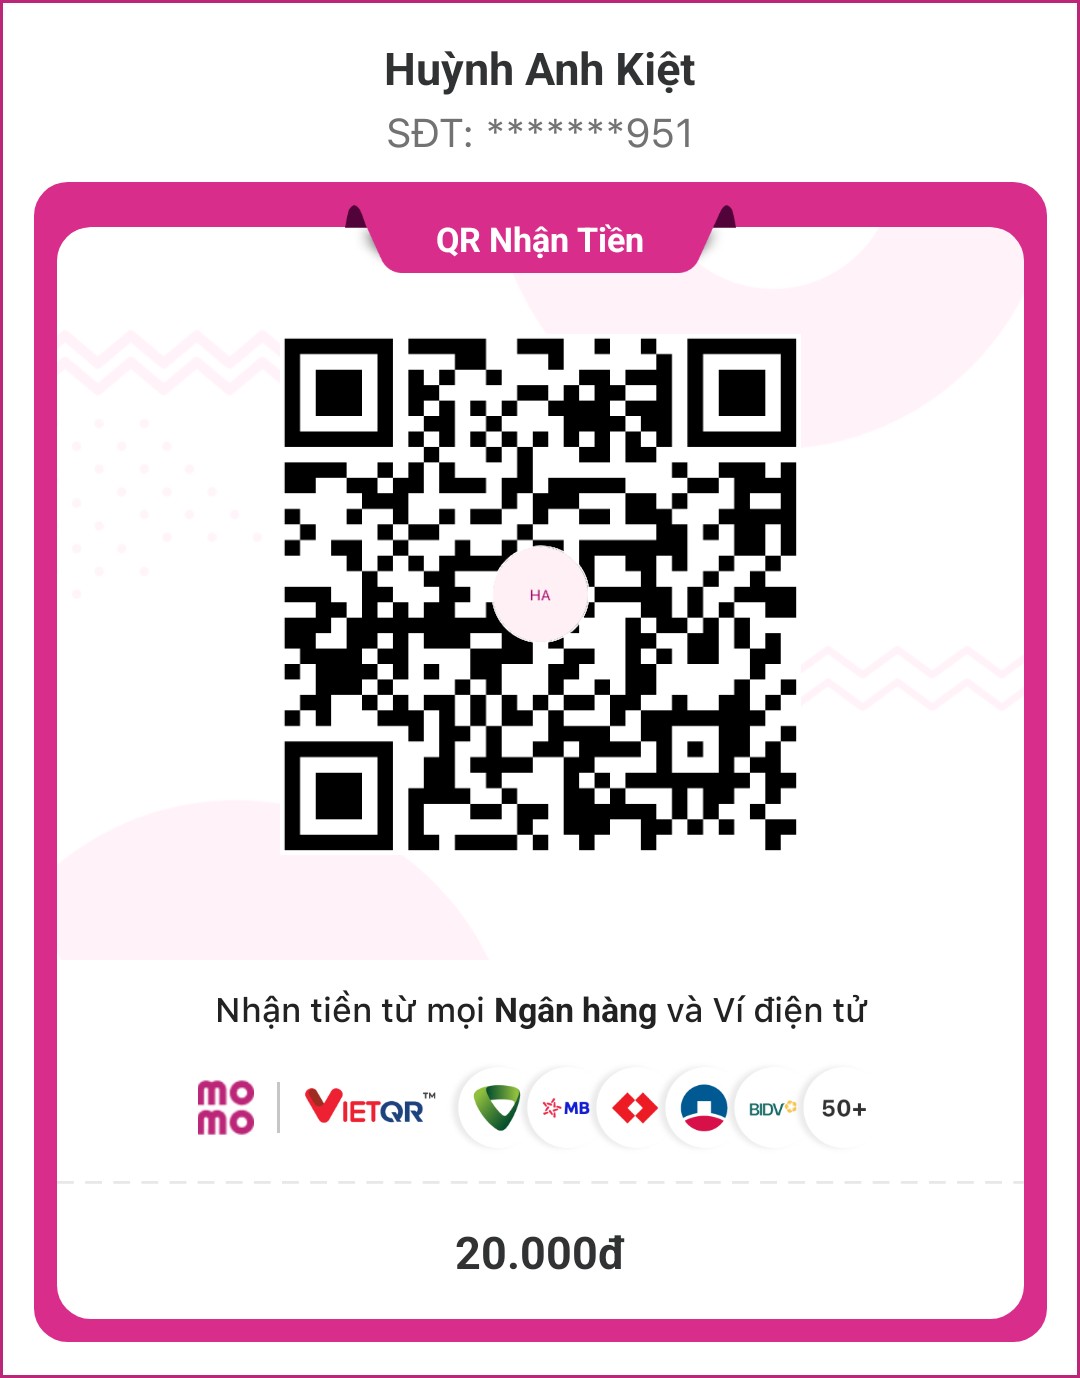 Huỳnh Anh Kiệt
SĐT: *******951
QR Nhận Tiền
HA
Nhận tiền từ mọi Ngân hàng và Ví điện tử
mo mo VIETQR™ MB BIDV 50+
20.000đ